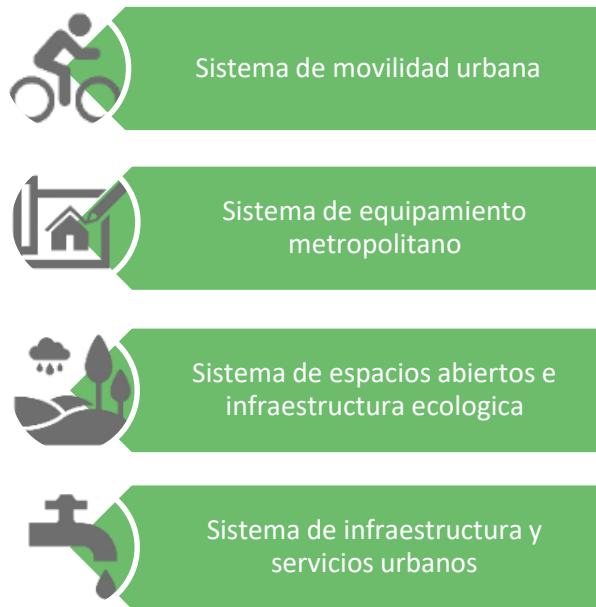 Sistema de movilidad urbana
Sistema de equipamiento
metropolitano
Sistema de espacios abiertos e
infraestructura ecologica
Sistema de infraestructura y
servicios urbanos